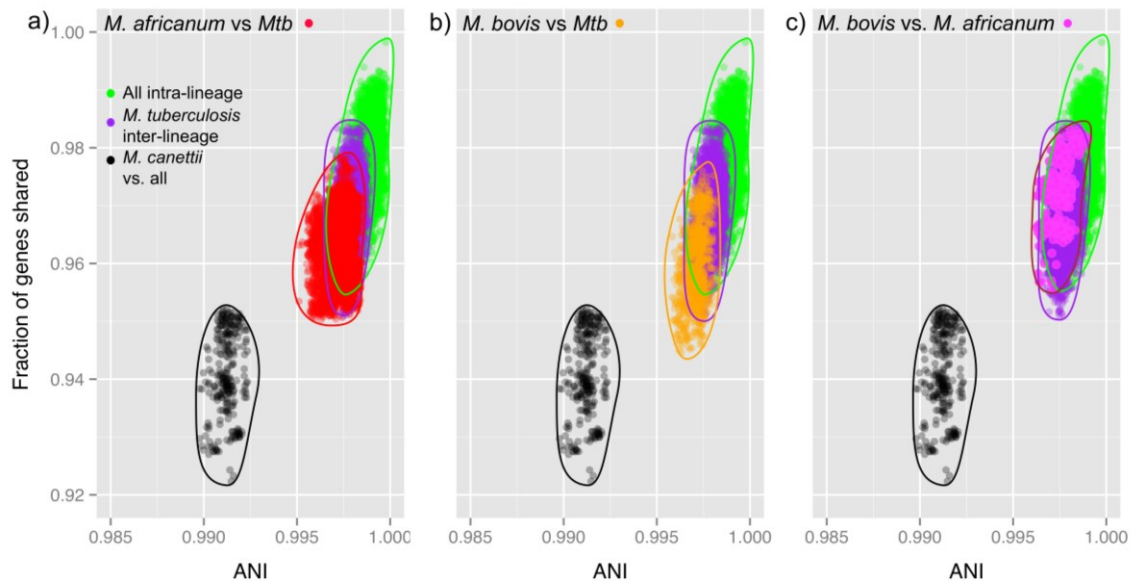 a) M. africanum vs Mtb
b) M. bovis vs Mtb
c) M. bovis vs. M. africanum
All intra-lineage
M. tuberculosis
inter-lineage
M. canettii
vs. all
Fraction of genes shared
1.00
0.98
0.96
0.94
0.92
0.985 0.990 0.995 1.000
0.985 0.990 0.995 1.000
0.985 0.990 0.995 1.000
ANI
ANI
ANI